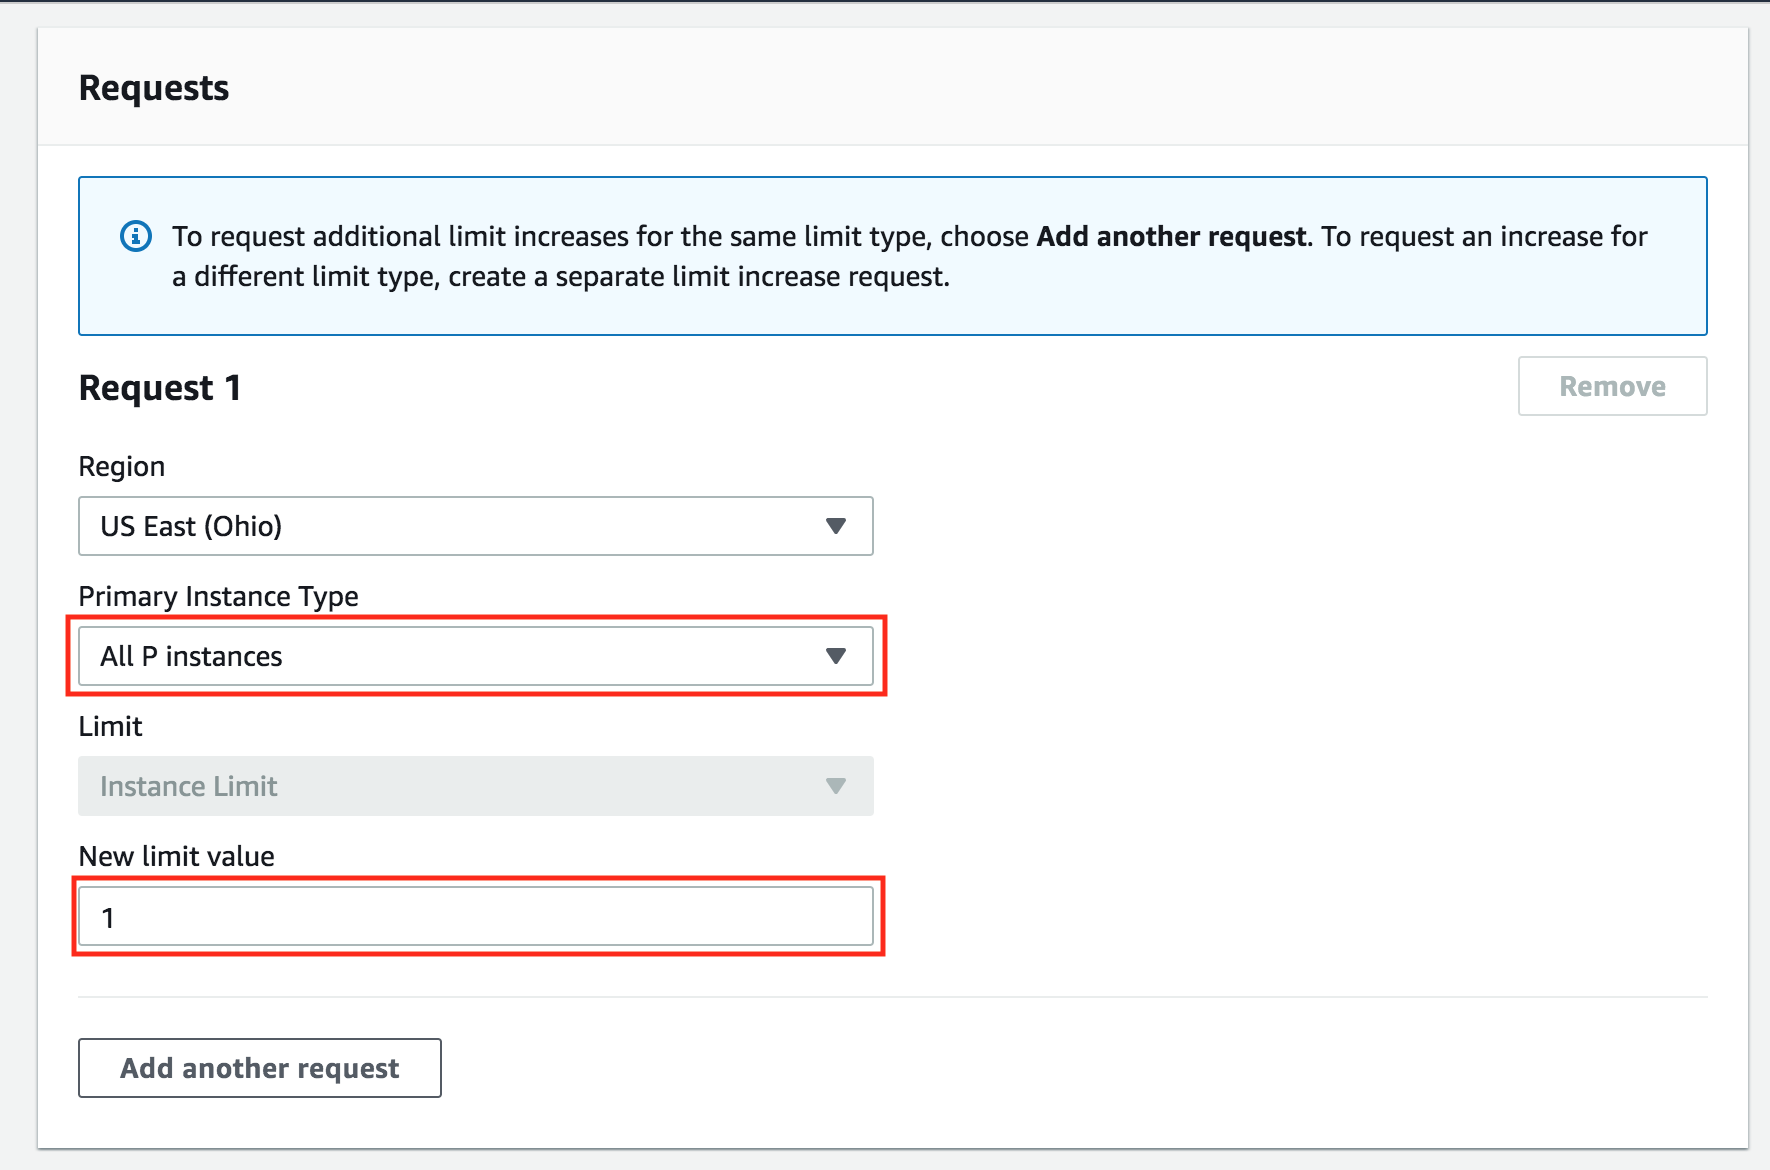 Requests
To request additional limit increases for the same limit type, choose Add another request. To request an increase for
a different limit type, create a separate limit increase request.
Request 1
Remove
Region
US East (Ohio)
Primary Instance Type
All P instances
Limit
Instance Limit
New limit value
1
Add another request